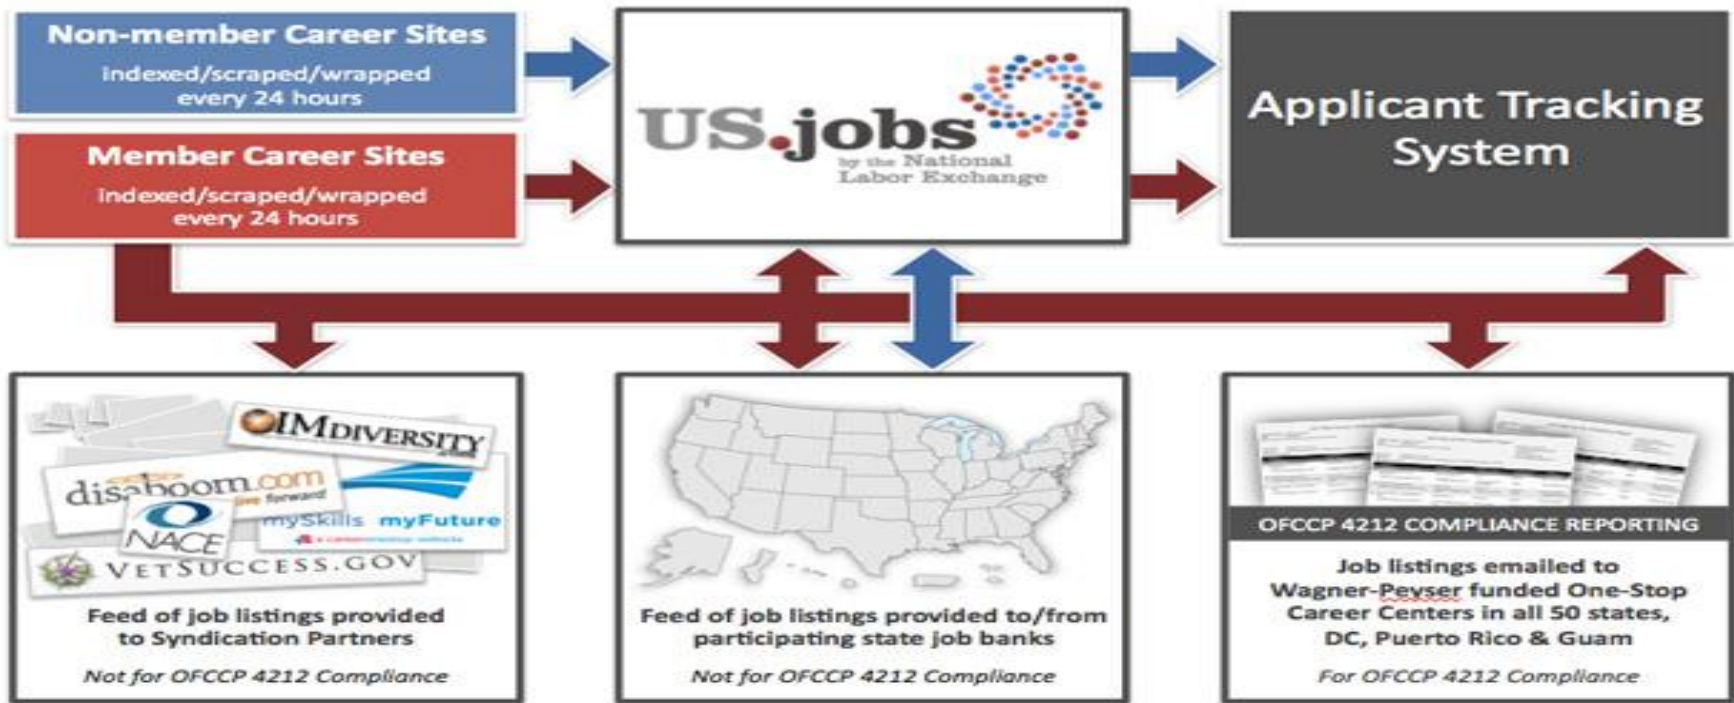 Non-member Career Sites
indexed/scraped/wrapped
every 24 hours
Member Career Sites
indexed/scraped/wrapped
every 24 hours
US.jobs
by the National
Labor Exchange
Applicant Tracking
System
IMDIVERSITY
disaboom.com
live forward
NACE
mySkills myFuture
VETSUCCESS.GOV
Feed of job listings provided
to Syndication Partners
Not for OFCCP 4212 Compliance
Feed of job listings provided to/from
participating state job banks
Not for OFCCP 4212 Compliance
OFCCP 4212 COMPLIANCE REPORTING
Job listings emailed to
Wagner-Peyser funded One-Stop
Career Centers in all 50 states,
DC, Puerto Rico & Guam
For OFCCP 4212 Compliance